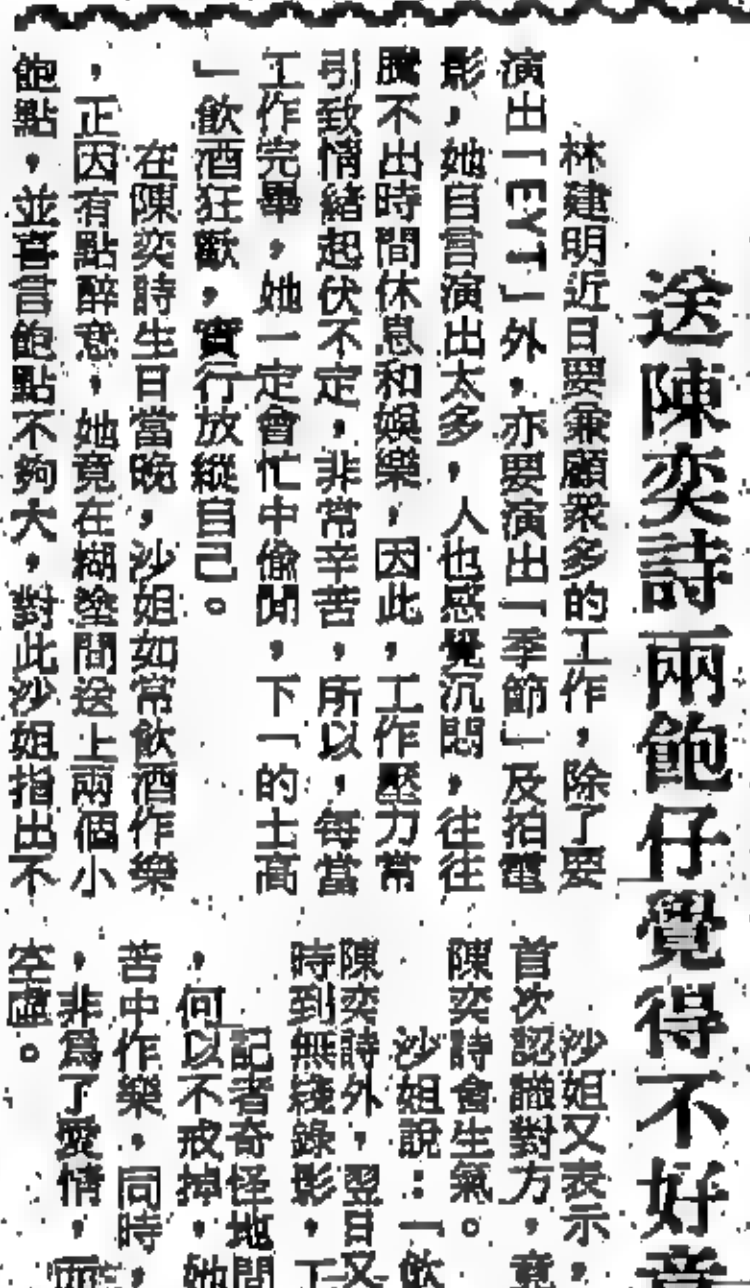 送陳奕詩兩飽仔覺得不好意
林建明近日要兼顧衆多的工作，除了要
演出「EYT」外，亦要演出「季節」及拍電
影，她自言演出太多，人也感覺沉悶，往往
騰不出時間休息和娛樂，因此，工作壓力常
引致情緒起伏不定，非常辛苦，所以，每當
工作完畢，她一定會忙中偷閒，下一的士高
」飲酒狂歡，實行放縱自己。
在陳奕詩生日當晚，沙姐如常飲酒作樂
，正因有點醉意，她竟在糊塗間送上兩個小
飽點，並喜言飽點不夠大，對此沙姐指出不
沙姐又表示，
首次認識對方，竟
陳奕詩會生氣。
沙姐說：一飲
陳奕詩外，翌日又
時到無綫錄影，工
記者奇怪地問
，何以不戒掉，她
苦中作樂，同時，
，非爲了愛情，而
空虛。